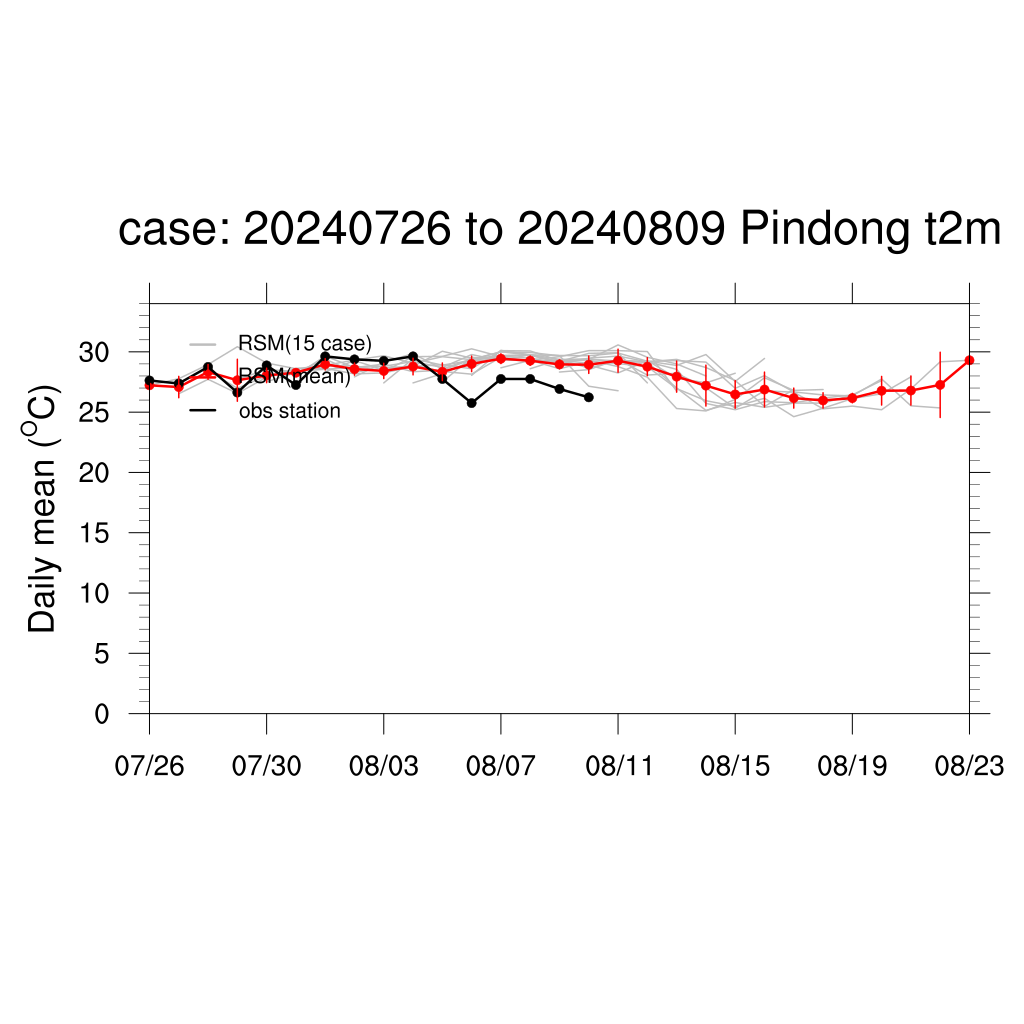 case: 20240726 to 20240809 Pindong t2m
RSM(15 case)
RSM(mean)
obs station
Daily mean (°C)
30
25
20
15
10
5
0
07/26 07/30 08/03 08/07 08/11 08/15 08/19 08/23